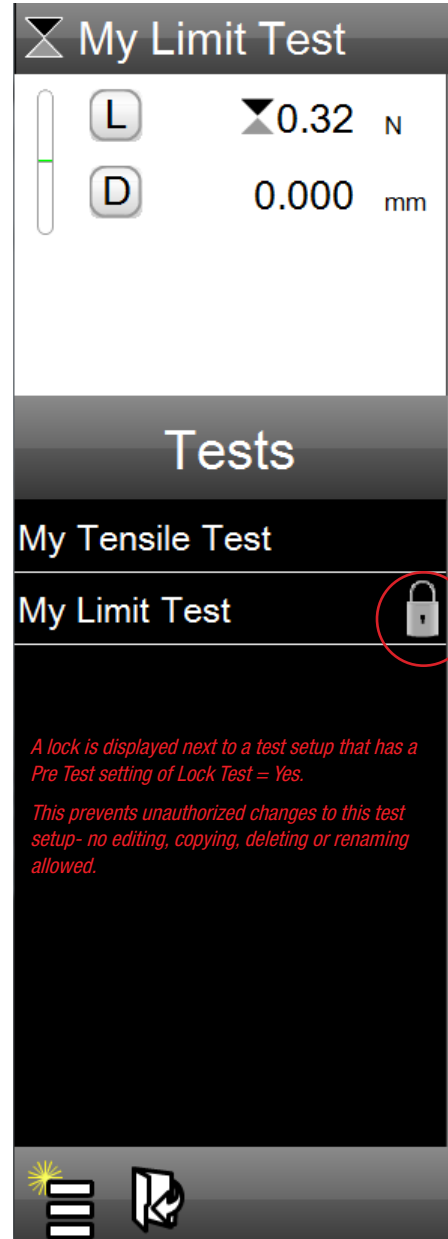 My Limit Test
L 0.32 N
D 0.000 mm
Tests
My Tensile Test
My Limit Test
A lock is displayed next to a test setup that has a
Pre Test setting of Lock Test = Yes.
This prevents unauthorized changes to this test
setup- no editing, copying, deleting or renaming
allowed.